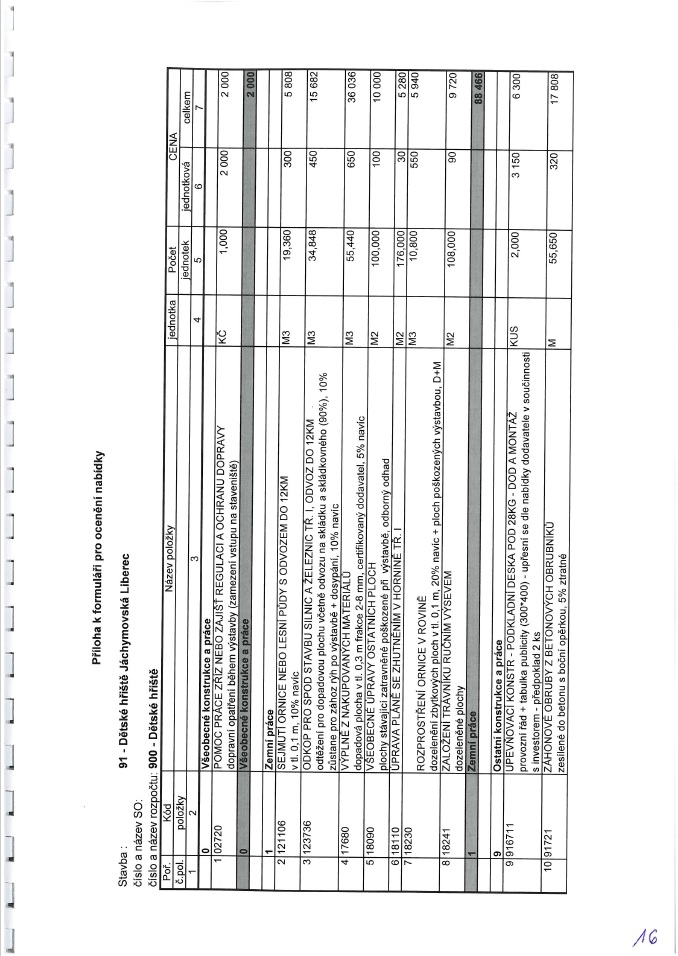 Příloha k formuláři pro ocenění nabídky
Stavba : 91 - Dětské hřiště Jáchymovská Liberec
číslo a název SO:
číslo a název rozpočtu: 900 - Dětské hřiště
Poř. Kód Název položky jednotka Počet CENA
č.pol. položky jednotek jednotková celkem
1 2 3 4 5 6 7
0 Všeobecné konstrukce a práce
1 02720 POMOC PRÁCE ZŘÍZ NEBO ZAJIŠŤ REGULACI A OCHRANU DOPRAVY KČ 1,000 2 000 2 000
dopravní opatření během výstavby (zamezení vstupu na staveniště)
0 Všeobecné konstrukce a práce 2 000
1 Zemní práce
2 121106 SEJMUTÍ ORNICE NEBO LESNÍ PŮDY S ODVOZEM DO 12KM M3 19,360 300 5 808
v tl. 0.1 m, 10% navíc
3 123736 ODKOP PRO SPOD STAVBU SILNIC A ŽELEZNIC TŘ. I, ODVOZ DO 12KM M3 34,848 450 15 682
odtěžení pro dopadovou plochu včetně odvozu na skládku a skládkovného (90%), 10%
zůstane pro zához rýh po výstavbě + dosypání, 10% navíc
4 17680 VÝPLNĚ Z NAKUPOVANÝCH MATERIÁLŮ M3 55,440 650 36 036
dopadová plocha v tl. 0,3 m frakce 2-8 mm, certifikovaný dodavatel, 5% navíc
5 18090 VŠEOBECNÉ ÚPRAVY OSTATNÍCH PLOCH M2 100,000 100 10 000
plochy stávající zatravněné poškozené při výstavbě, odborný odhad
6 18110 ÚPRAVA PLÁNĚ SE ZHUTNĚNÍM V HORNINĚ TŘ. I M2 176,000 30 5 280
7 18230 ROZPROSTŘENÍ ORNICE V ROVINĚ M3 10,800 550 5 940
dozelenění zbytkových ploch v tl. 0,1 m, 20% navíc + ploch poškozených výstavbou, D+M
8 18241 ZALOŽENÍ TRÁVNÍKU RUČNÍM VÝSEVEM M2 108,000 90 9 720
dozeleněné plochy
1 Zemní práce 88 466
9 Ostatní konstrukce a práce
9 916711 UPEVŇOVACÍ KONSTR - PODKLADNÍ DESKA POD 28KG - DOD A MONTÁŽ KUS 2,000 3 150 6 300
provozní řád + tabulka publicity (300*400) - upřesní se dle nabídky dodavatele v součinnosti
s investorem - předpoklad 2 ks
10 91721 ZÁHONOVÉ OBRUBY Z BETONOVÝCH OBRUBNÍKŮ M 55,650 320 17 808
zesílené do betonu s boční opěrkou, 5% ztratné
16